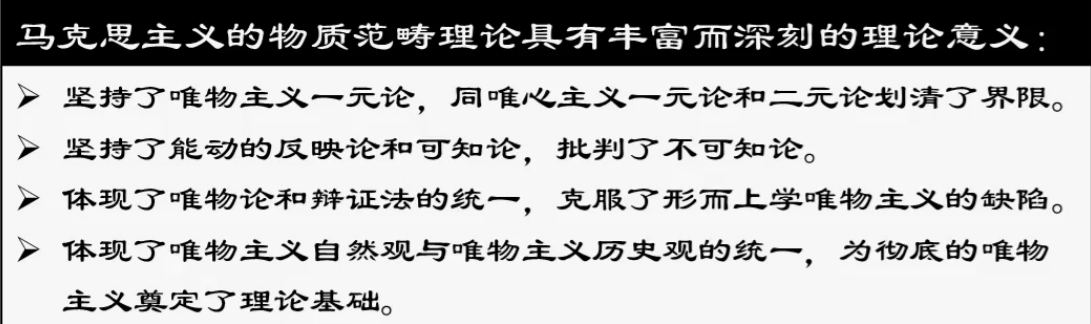 马克思主义的物质范畴理论具有丰富而深刻的理论意义：
➢ 坚持了唯物主义一元论，同唯心主义一元论和二元论划清了界限。
➢ 坚持了能动的反映论和可知论，批判了不可知论。
➢ 体现了唯物论和辩证法的统一，克服了形而上学唯物主义的缺陷。
➢ 体现了唯物主义自然观与唯物主义历史观的统一，为彻底的唯物
主义奠定了理论基础。